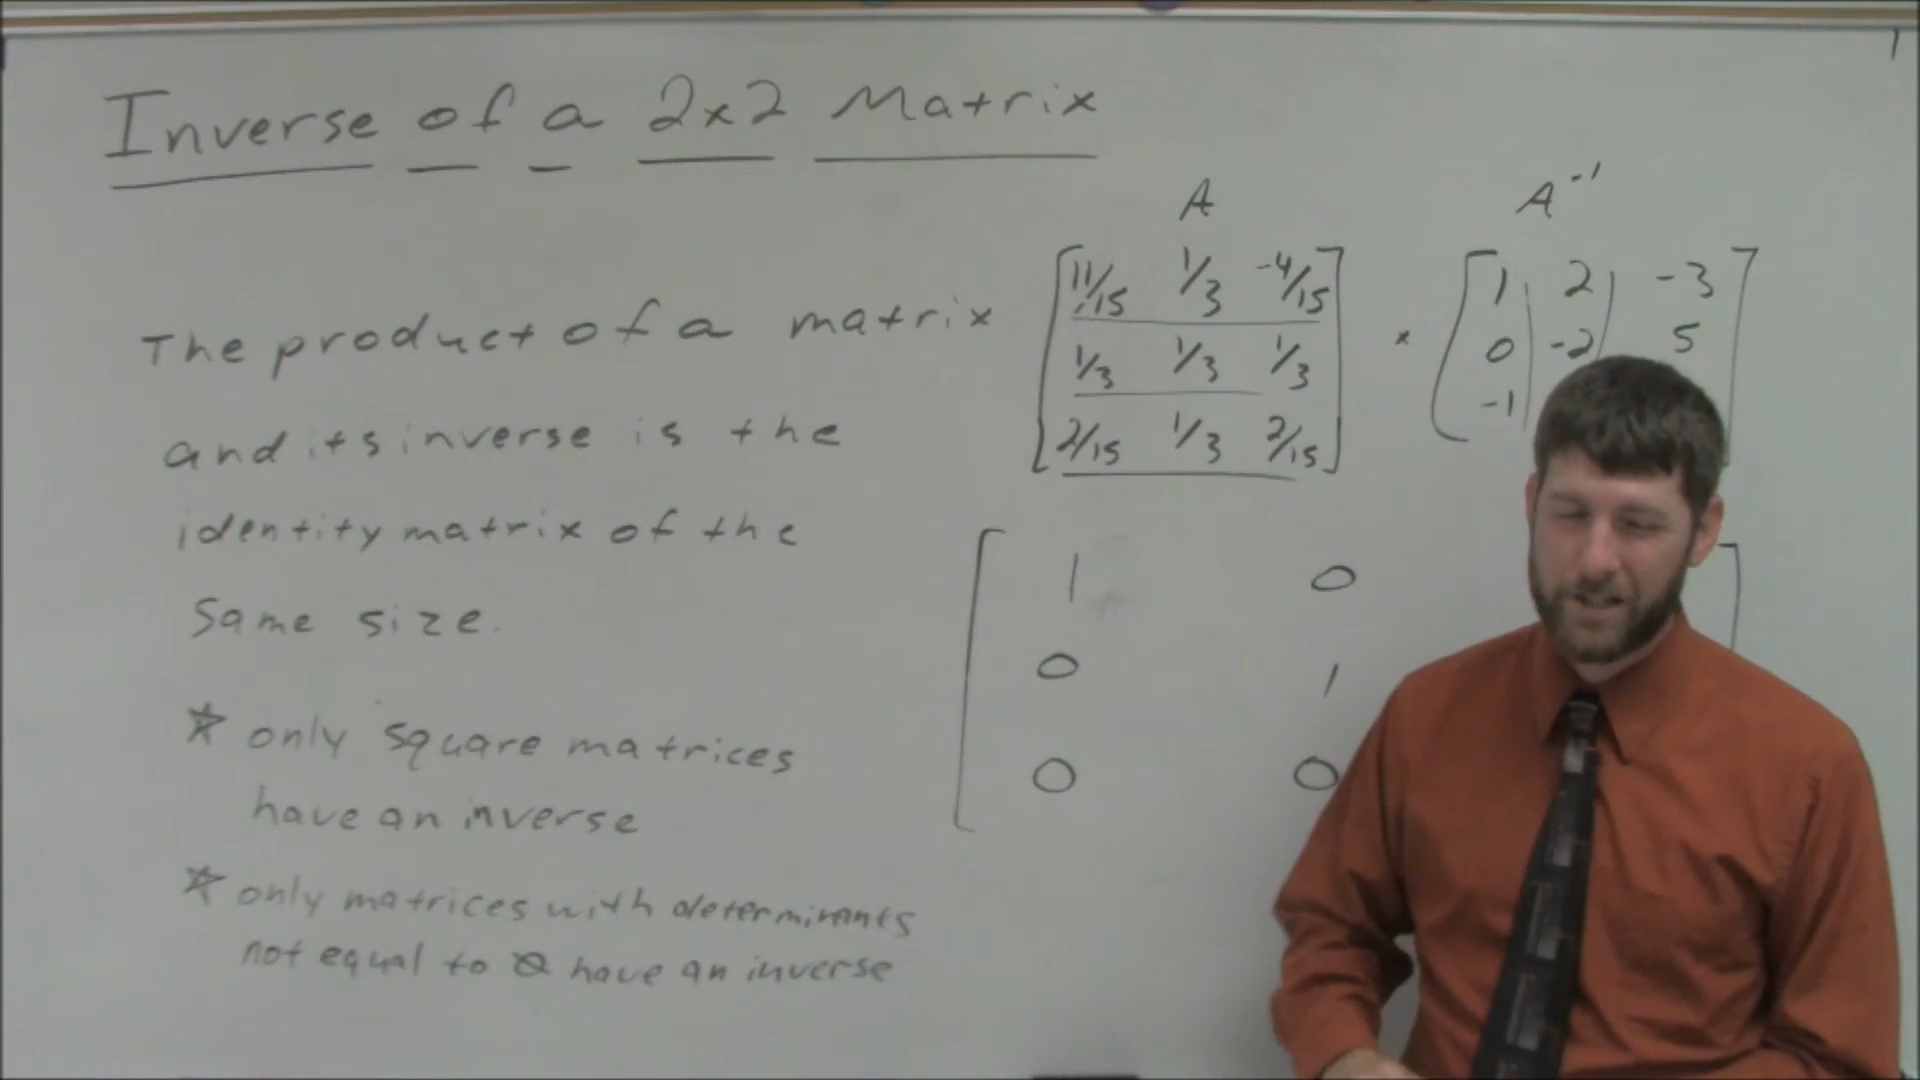 Inverse of a 2x2 Matrix
A A⁻¹
The product of a matrix
and its inverse is the
identity matrix of the
same size.
☆ only square matrices
have an inverse
☆ only matrices with determinants
not equal to 0 have an inverse
11/15 1/3 -4/15 × 1 2 -3
1/3 1/3 1/3 0 -2 5
2/15 1/3 2/15 -1
1 0
0 1
0 0